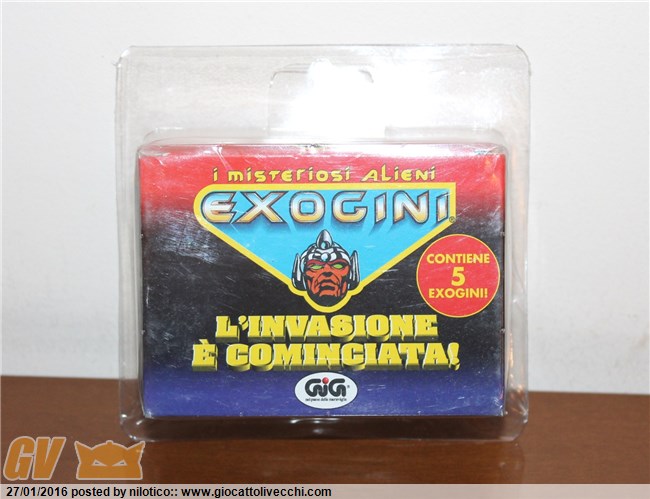 i misteriosi alieni
EXOGINI®
CONTIENE
5
EXOGINI!
L'INVASIONE
È COMINCIATA!
GiG
GV
27/01/2016 posted by nilotico:: www.giocattolivecchi.com